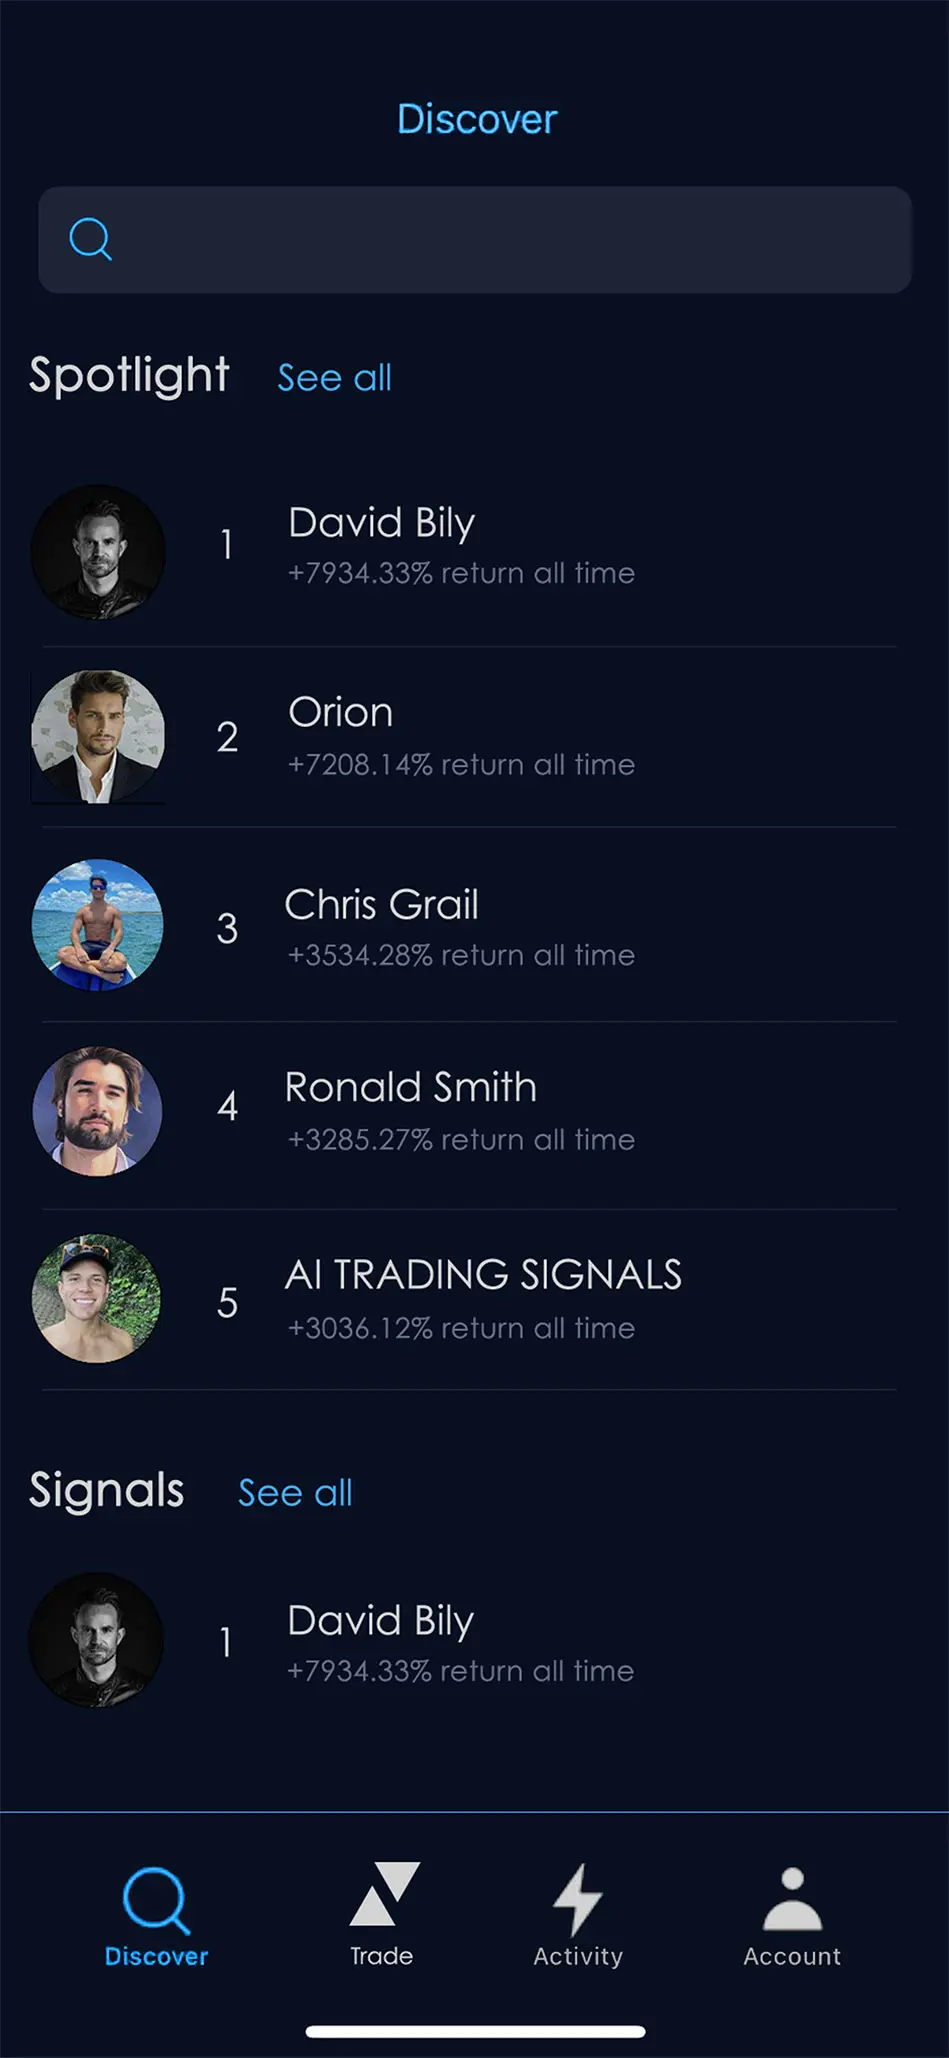 Discover
Spotlight See all
1 David Bily
+7934.33% return all time
2 Orion
+7208.14% return all time
3 Chris Grail
+3534.28% return all time
4 Ronald Smith
+3285.27% return all time
5 AI TRADING SIGNALS
+3036.12% return all time
Signals See all
1 David Bily
+7934.33% return all time
Discover Trade Activity Account